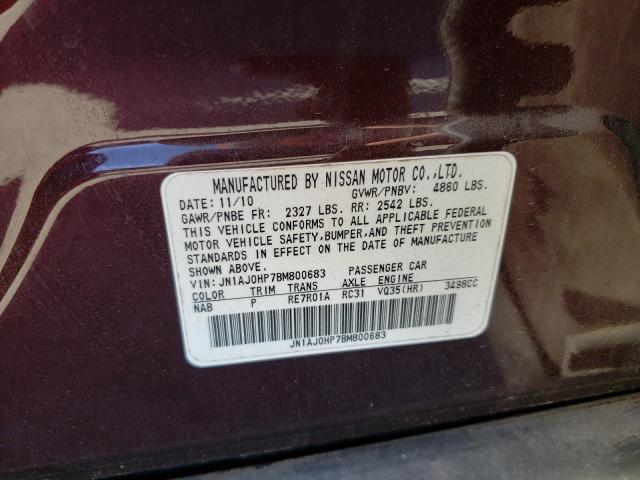 MANUFACTURED BY NISSAN MOTOR CO.,LTD.
DATE: 11/10 GVWR/PNBV: 4860 LBS.
GAWR/PNBE FR: 2327 LBS. RR: 2542 LBS.
THIS VEHICLE CONFORMS TO ALL APPLICABLE FEDERAL
MOTOR VEHICLE SAFETY,BUMPER,AND THEFT PREVENTION
STANDARDS IN EFFECT ON THE DATE OF MANUFACTURE
SHOWN ABOVE.
VIN: JN1AJ0HP7BM800683 PASSENGER CAR
COLOR TRIM TRANS AXLE ENGINE
NAB P RE7R01A RC31 VQ35(HR) 3498CC
JN1AJ0HP7BM800683